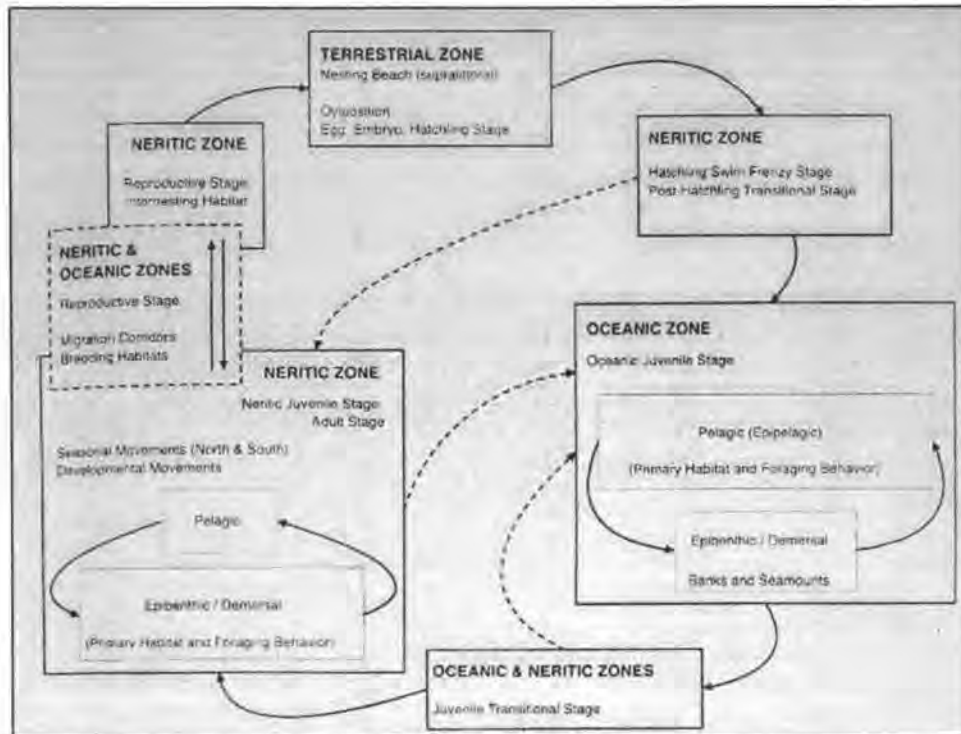 TERRESTRIAL ZONE
Nesting Beach (supralittoral)
Oviposition
Egg, Embryo, Hatchling Stage
NERITIC ZONE
Hatchling Swim Frenzy Stage
Post-Hatchling Transitional Stage
NERITIC ZONE
Reproductive Stage
Internesting Habitat
NERITIC &
OCEANIC ZONES
Reproductive Stage
Migration Corridors
Breeding Habitats
OCEANIC ZONE
Oceanic Juvenile Stage
Pelagic (Epipelagic)
(Primary Habitat and Foraging Behavior)
Epibenthic / Demersal
Banks and Seamounts
NERITIC ZONE
Neritic Juvenile Stage
Adult Stage
Seasonal Movements (North & South)
Developmental Movements
Pelagic
Epibenthic / Demersal
(Primary Habitat and Foraging Behavior)
OCEANIC & NERITIC ZONES
Juvenile Transitional Stage